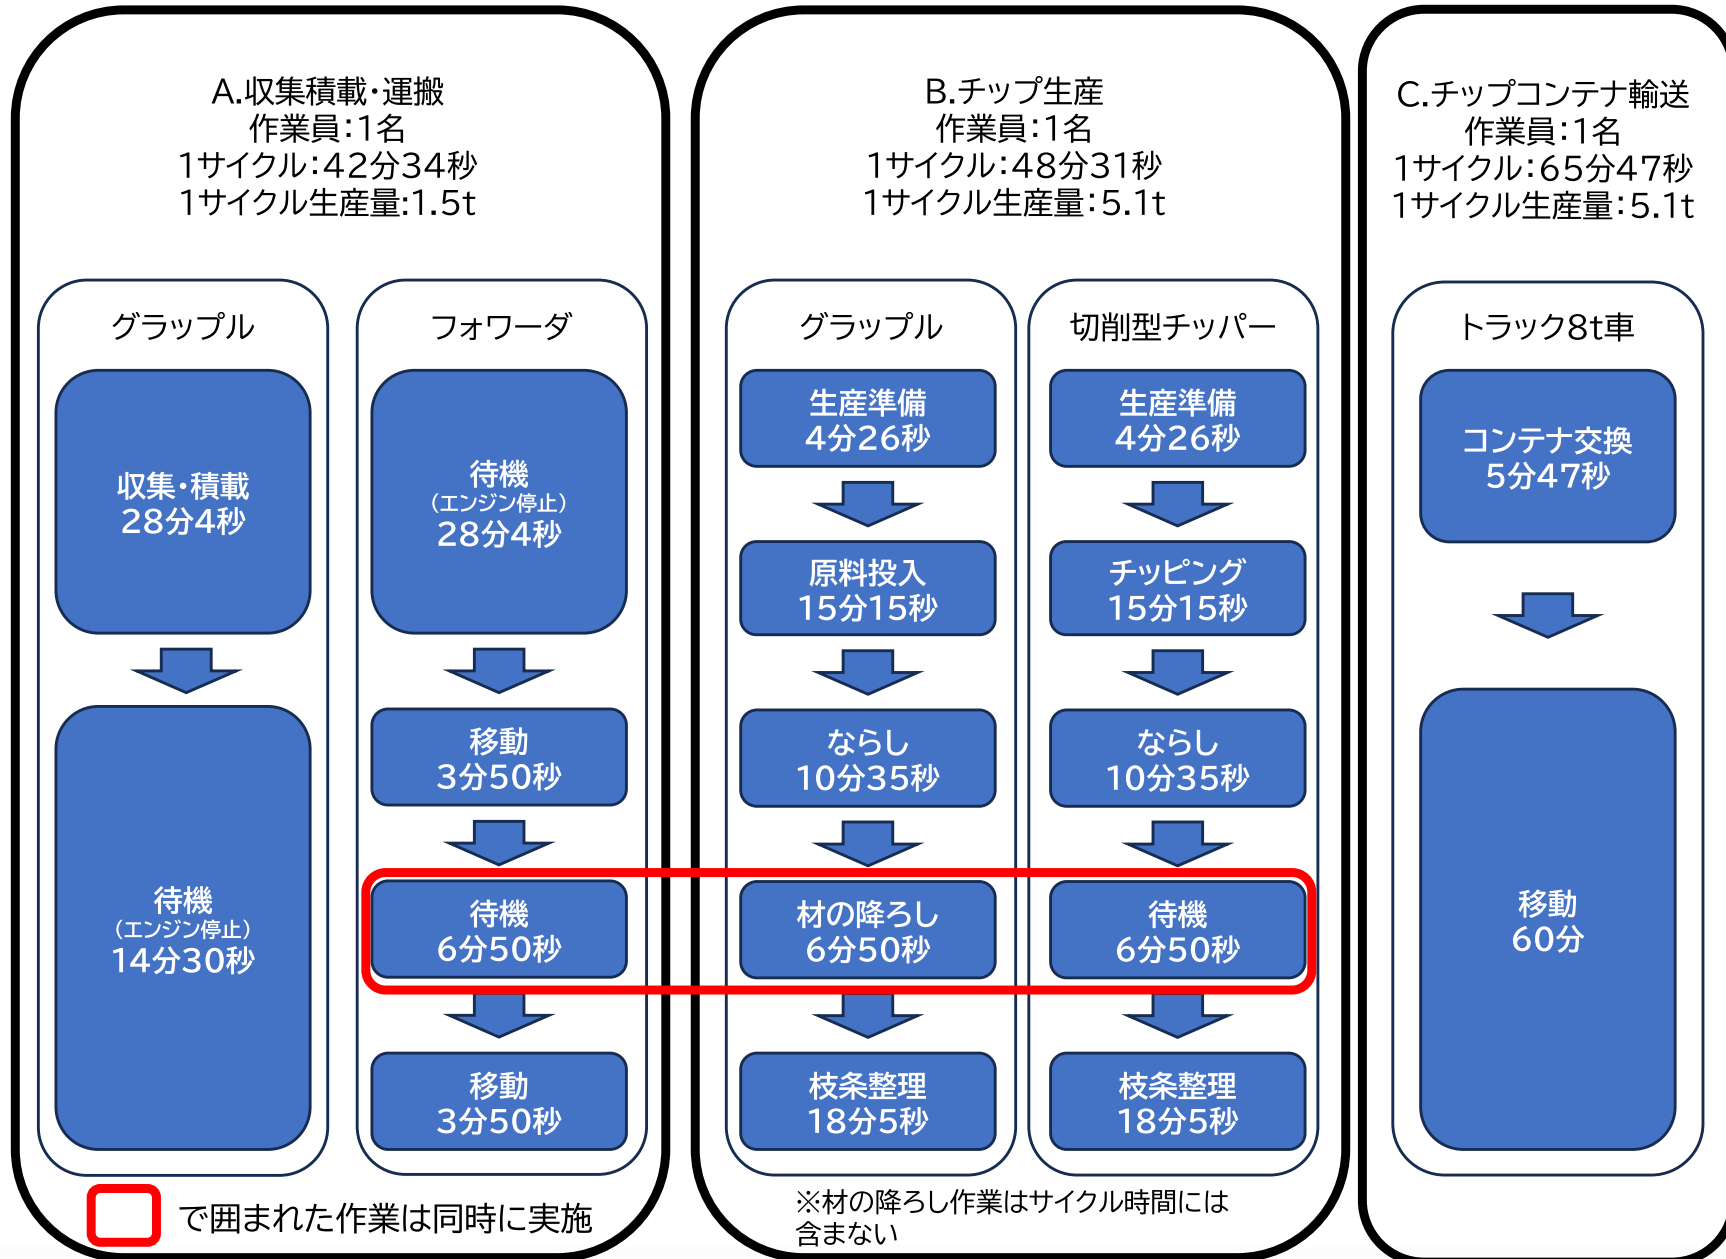 A.収集積載・運搬
作業員：1名
1サイクル：42分34秒
1サイクル生産量:1.5t
グラップル
収集・積載
28分4秒
待機
（エンジン停止）
14分30秒
フォワーダ
待機
（エンジン停止）
28分4秒
移動
3分50秒
待機
6分50秒
移動
3分50秒
で囲まれた作業は同時に実施
B.チップ生産
作業員：1名
1サイクル：48分31秒
1サイクル生産量：5.1t
グラップル
生産準備
4分26秒
原料投入
15分15秒
ならし
10分35秒
材の降ろし
6分50秒
枝条整理
18分5秒
切削型チッパー
生産準備
4分26秒
チッピング
15分15秒
ならし
10分35秒
待機
6分50秒
枝条整理
18分5秒
※材の降ろし作業はサイクル時間には
含まない
C.チップコンテナ輸送
作業員：1名
1サイクル：65分47秒
1サイクル生産量：5.1t
トラック8t車
コンテナ交換
5分47秒
移動
60分